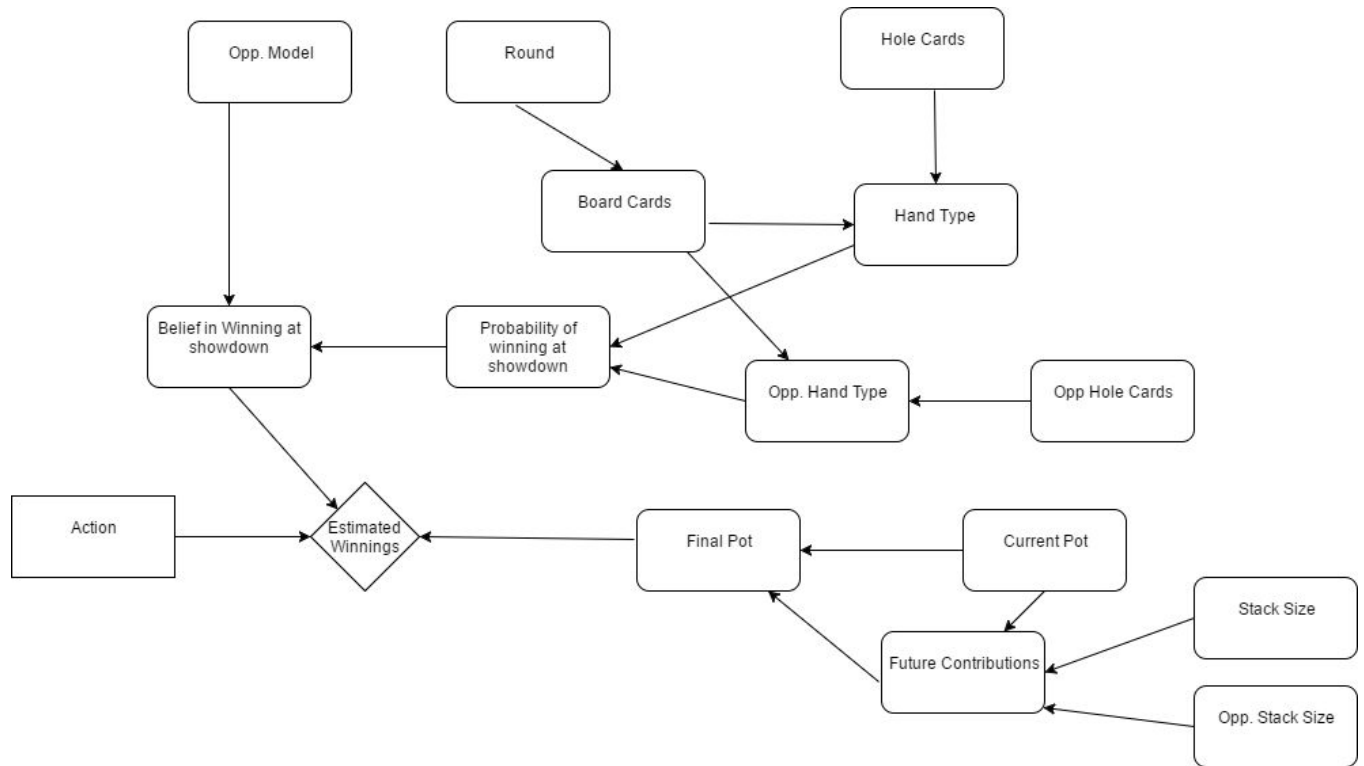 Opp. Model
Round
Hole Cards
Board Cards
Hand Type
Belief in Winning at
showdown
Probability of
winning at
showdown
Opp. Hand Type
Opp Hole Cards
Action
Estimated
Winnings
Final Pot
Current Pot
Stack Size
Future Contributions
Opp. Stack Size